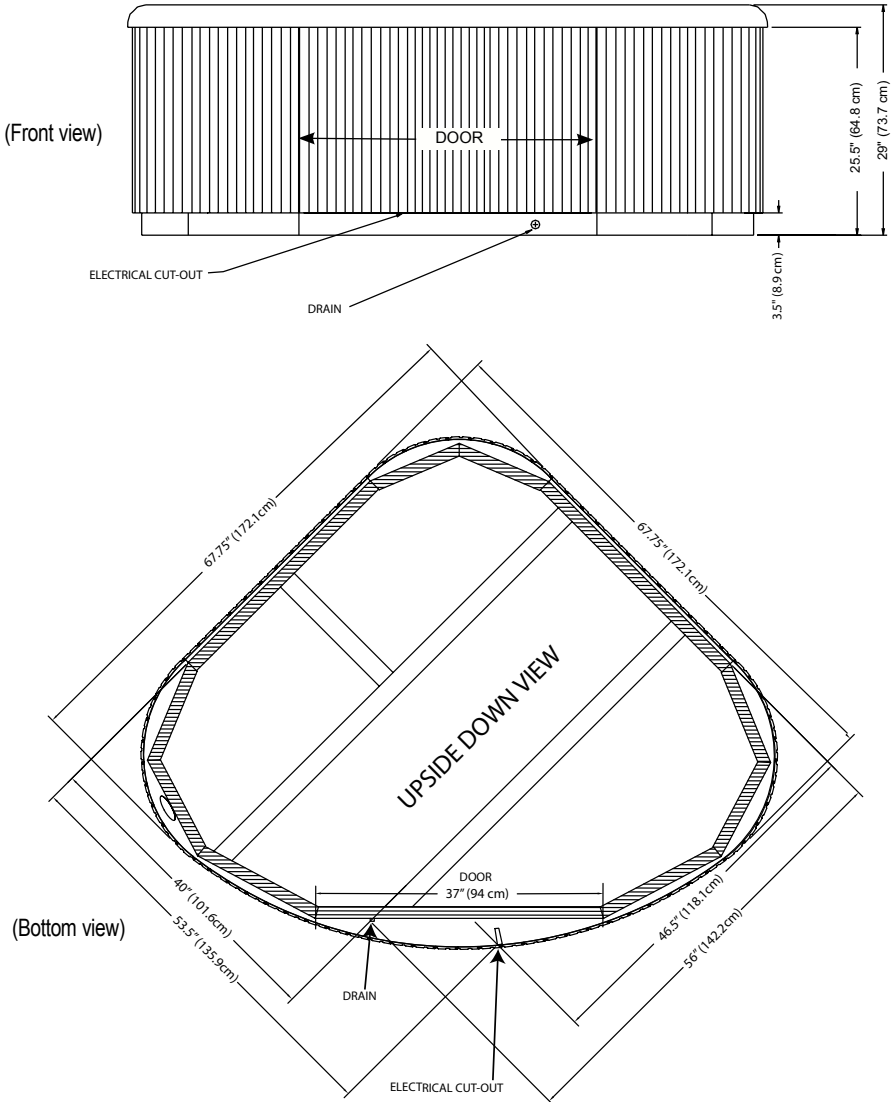 (Front view)
DOOR
25.5" (64.8 cm)
29" (73.7 cm)
3.5" (8.9 cm)
ELECTRICAL CUT-OUT
DRAIN
67.75" (172.1cm)
67.75" (172.1cm)
UPSIDE DOWN VIEW
DOOR
37" (94 cm)
40" (101.6cm)
53.5" (135.9cm)
46.5" (118.1cm)
56" (142.2cm)
(Bottom view)
DRAIN
ELECTRICAL CUT-OUT